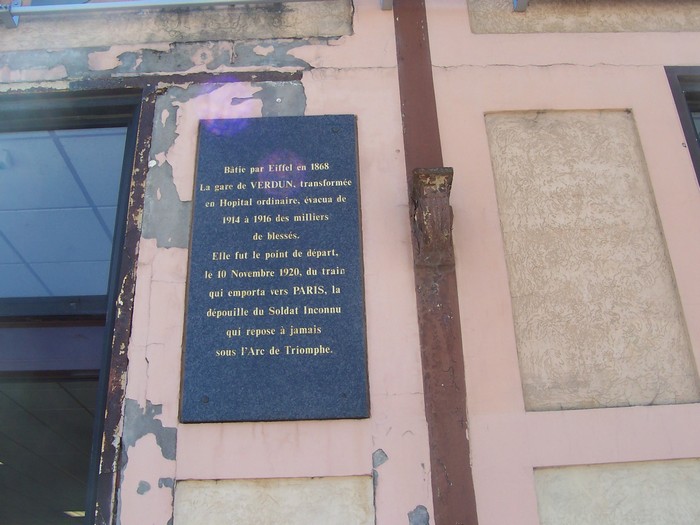 Bâtie par Eiffel en 1868
La gare de VERDUN, transformée
en Hopital ordinaire, évacua de
1914 à 1916 des milliers
de blessés.
Elle fut le point de départ,
le 10 Novembre 1920, du train
qui emporta vers PARIS, la
dépouille du Soldat Inconnu
qui repose à jamais
sous l'Arc de Triomphe.